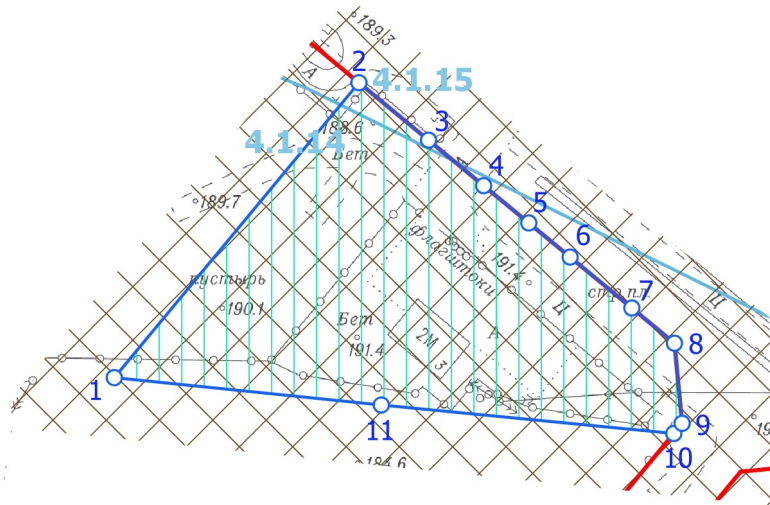 189.3
А
2
4.1.15
3
188.6
4.1.14
Бет
4
189.7
5
флагштоки
6
191.4
пустырь
стр.пл.
7
Ц
190.1
Ц
Бет
2М
А
8
191.4
3
1
11
9
19
10
184.6